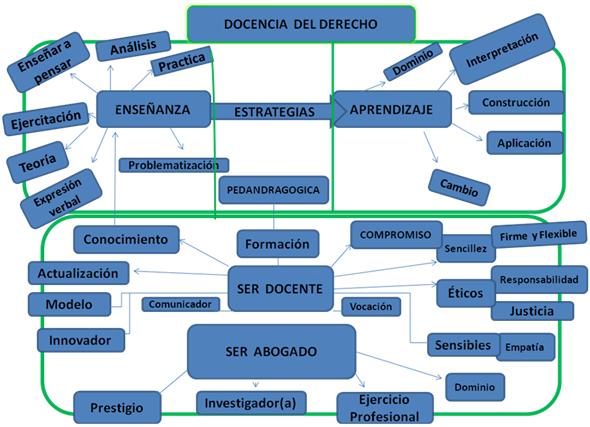 DOCENCIA DEL DERECHO
Enseñar a
pensar
Análisis
Practica
Dominio
Interpretación
Ejercitación
ENSEÑANZA
ESTRATEGIAS
APRENDIZAJE
Construcción
Teoría
Aplicación
Expresión
verbal
Problematización
Cambio
PEDANDRAGOGICA
Conocimiento
Formación
COMPROMISO
Sencillez
Firme y Flexible
Actualización
SER DOCENTE
Éticos
Responsabilidad
Modelo
Comunicador
Vocación
Justicia
Innovador
SER ABOGADO
Sensibles
Empatía
Prestigio
Investigador(a)
Ejercicio
Profesional
Dominio